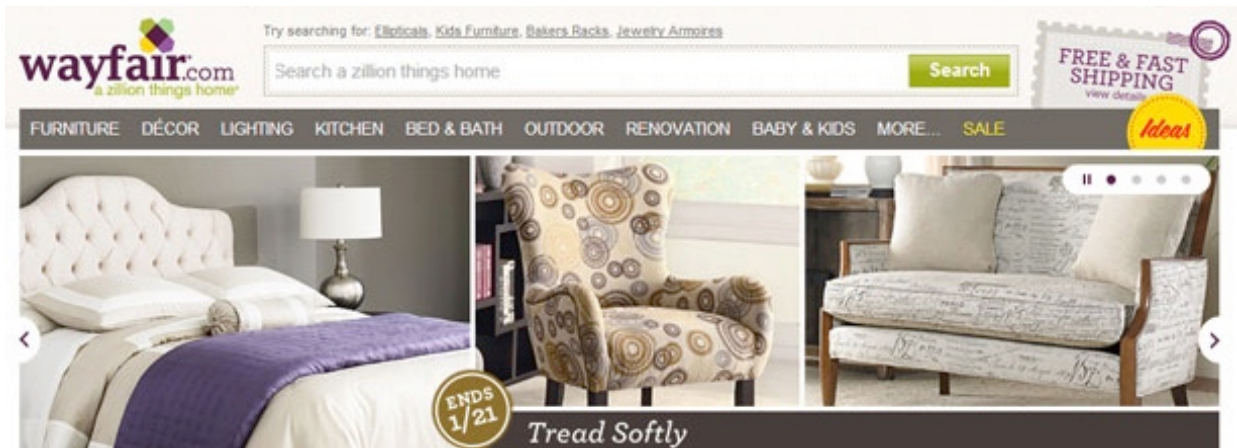 Try searching for: Ellipticals, Kids Furniture, Bakers Racks, Jewelry Armoires
wayfair.com
a zillion things home
Search a zillion things home
Search
FREE & FAST
SHIPPING
view details
FURNITURE DÉCOR LIGHTING KITCHEN BED & BATH OUTDOOR RENOVATION BABY & KIDS MORE... SALE
Ideas
ENDS
1/21
Tread Softly